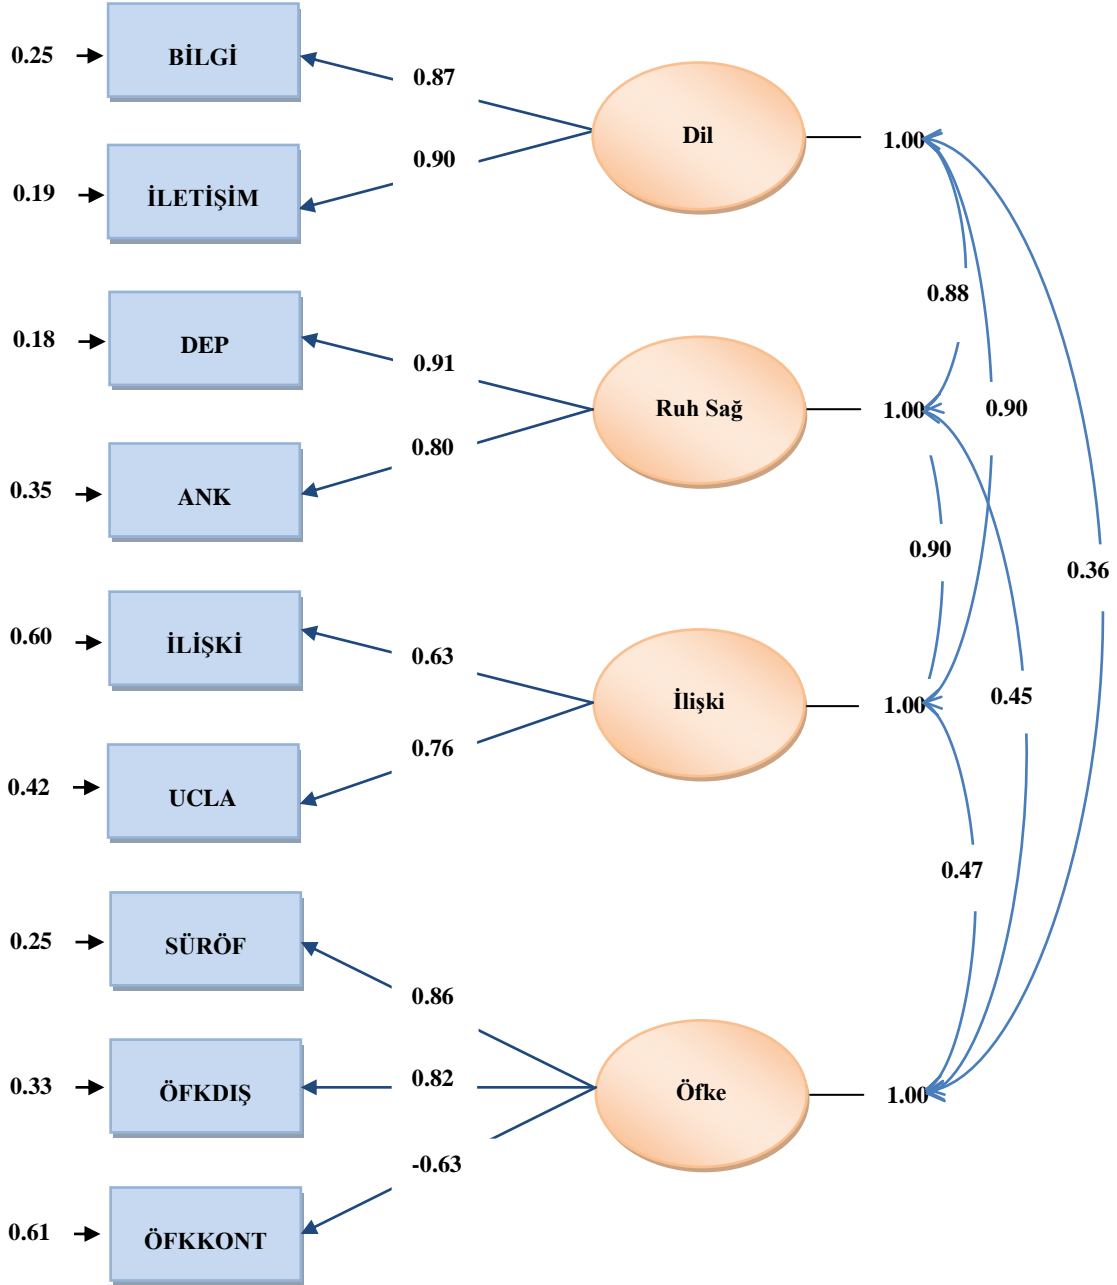 0.25
BİLGİ
0.87
Dil
1.00
0.90
0.19
İLETİŞİM
0.88
0.18
DEP
0.91
Ruh Sağ
1.00
0.90
0.80
0.35
ANK
0.90
0.36
0.60
İLİŞKİ
0.63
İlişki
1.00
0.45
0.76
0.42
UCLA
0.47
0.25
SÜRÖF
0.86
0.33
ÖFKDIŞ
0.82
Öfke
1.00
-0.63
0.61
ÖFKKONT